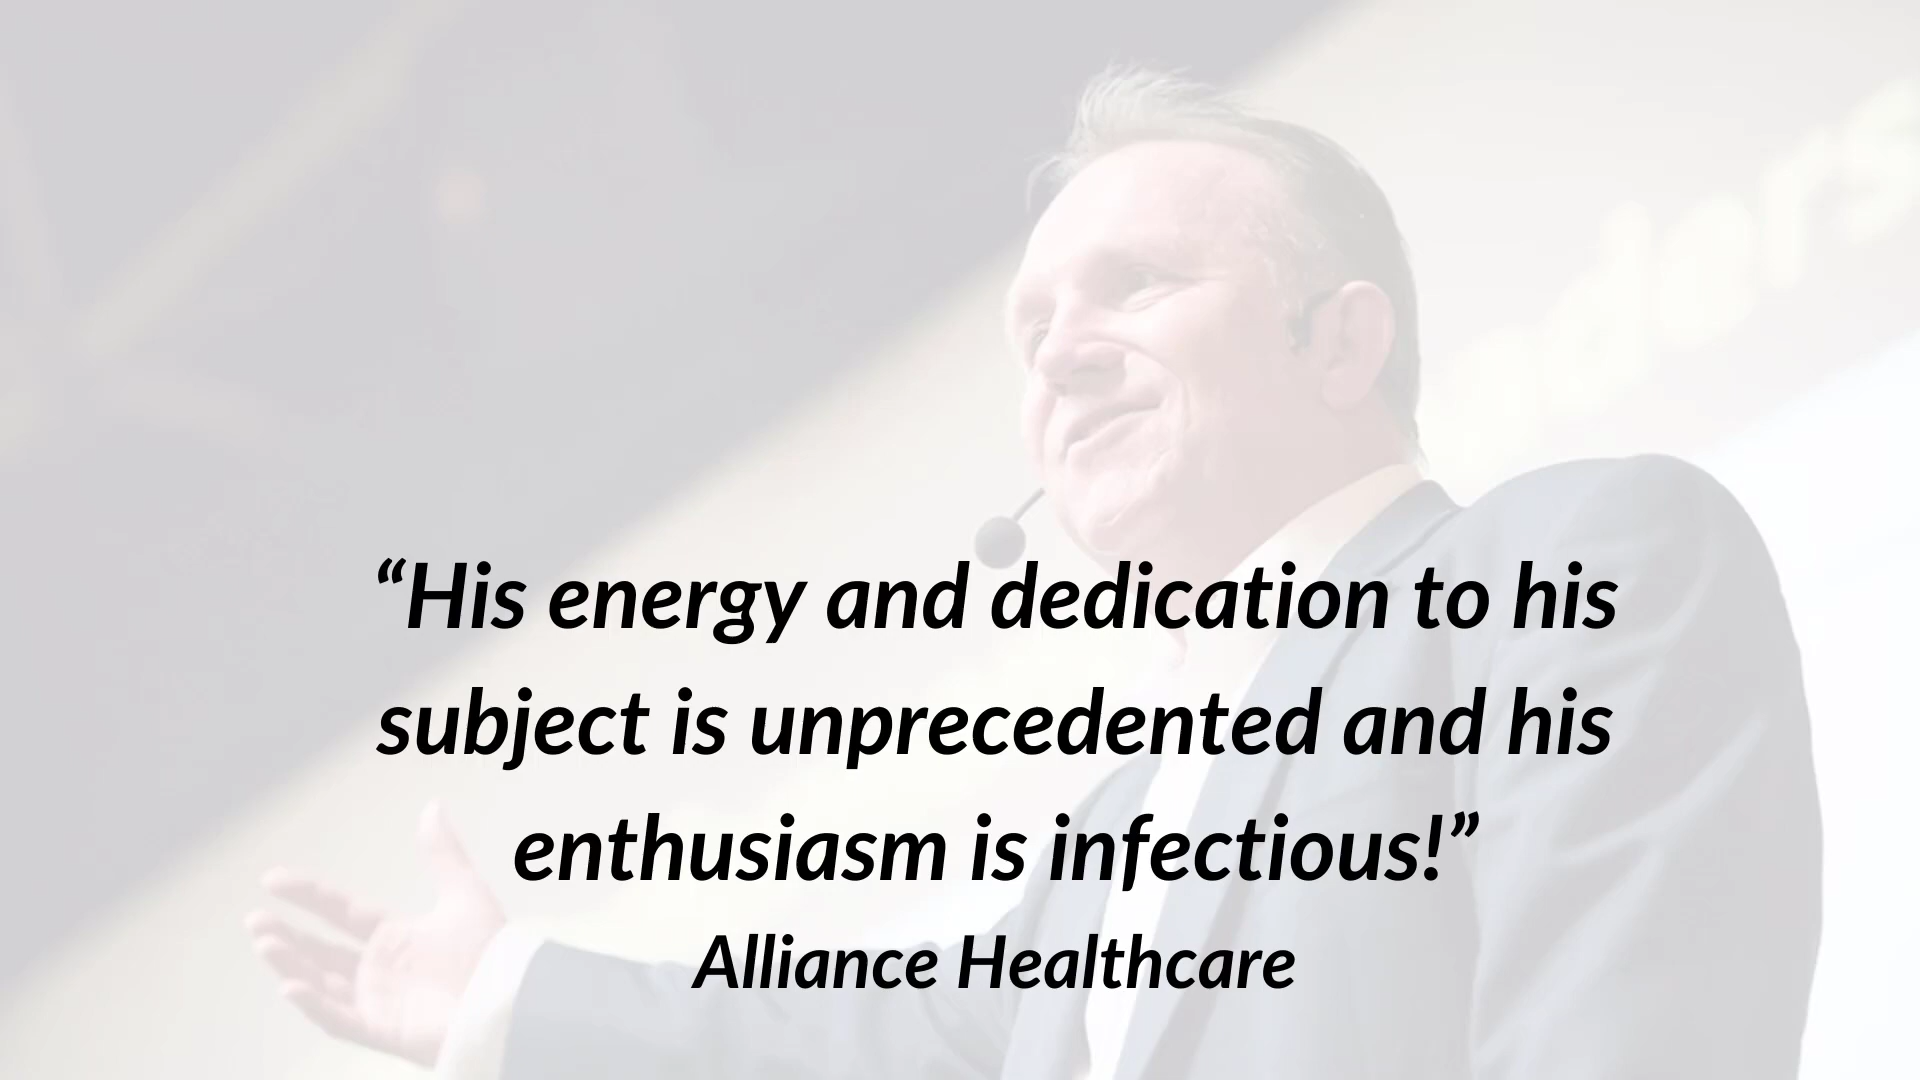 “His energy and dedication to his
subject is unprecedented and his
enthusiasm is infectious!”
Alliance Healthcare